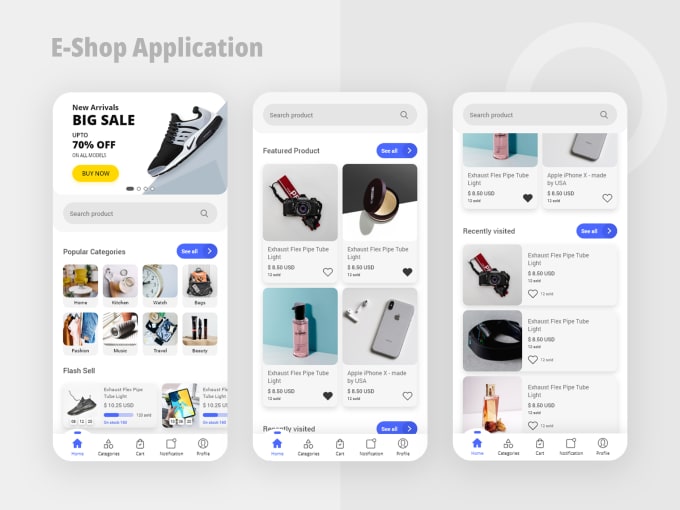 E-Shop Application
New Arrivals
BIG SALE
UPTO
70% OFF
ON ALL MODELS
BUY NOW
Search product
Popular Categories
See all
Home
Kitchen
Watch
Bags
Fashion
Music
Travel
Beauty
Flash Sell
Exhaust Flex Pipe
Tube Light
$ 10.25 USD
120 sold
On stock 150
08 12 20
Exhaust Flex
Tube Light
$ 10.25 USD
Home
Categories
Cart
Notification
Profile
Search product
Featured Product
See all
Exhaust Flex Pipe Tube
Light
$ 8.50 USD
12 sold
Exhaust Flex Pipe Tube
Light
$ 8.50 USD
12 sold
Exhaust Flex Pipe Tube
Light
$ 8.50 USD
12 sold
Apple iPhone X - made
by USA
$ 8.50 USD
12 sold
Recently visited
See all
Home
Categories
Cart
Notification
Profile
Search product
Exhaust Flex Pipe Tube
Light
$ 8.50 USD
12 sold
Apple iPhone X - made
by USA
$ 8.50 USD
12 sold
Recently visited
See all
Exhaust Flex Pipe Tube
Light
$ 8.50 USD
12 sold
Exhaust Flex Pipe Tube
Light
$ 8.50 USD
12 sold
Exhaust Flex Pipe Tube
Light
$ 8.50 USD
12 sold
Home
Categories
Cart
Notification
Profile